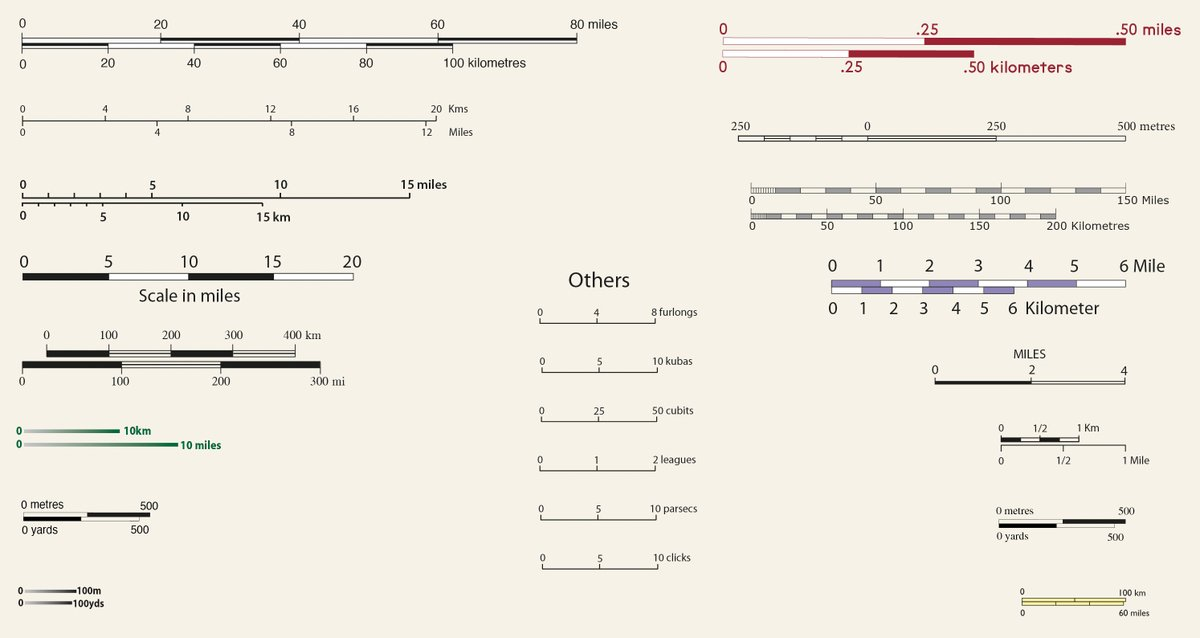 0 20 40 60 80 miles
0 20 40 60 80 100 kilometres
0 4 8 12 16 20 Kms
4 8 12 Miles
0 5 10 15 miles
0 5 10 15 km
0 5 10 15 20
Scale in miles
0 100 200 300 400 km
0 100 200 300 mi
0 10km
0 10 miles
0 metres 500
0 yards 500
0 100m
0 100yds
Others
0 4 8 furlongs
0 5 10 kubas
0 25 50 cubits
0 1 2 leagues
0 5 10 parsecs
0 5 10 clicks
0 .25 .50 miles
0 .25 .50 kilometers
250 0 250 500 metres
0 50 100 150 Miles
0 50 100 150 200 Kilometres
0 1 2 3 4 5 6 Mile
0 1 2 3 4 5 6 Kilometer
MILES
0 2 4
0 1/2 1 Km
0 1/2 1 Mile
0 metres 500
0 yards 500
0 100 km
0 60 miles